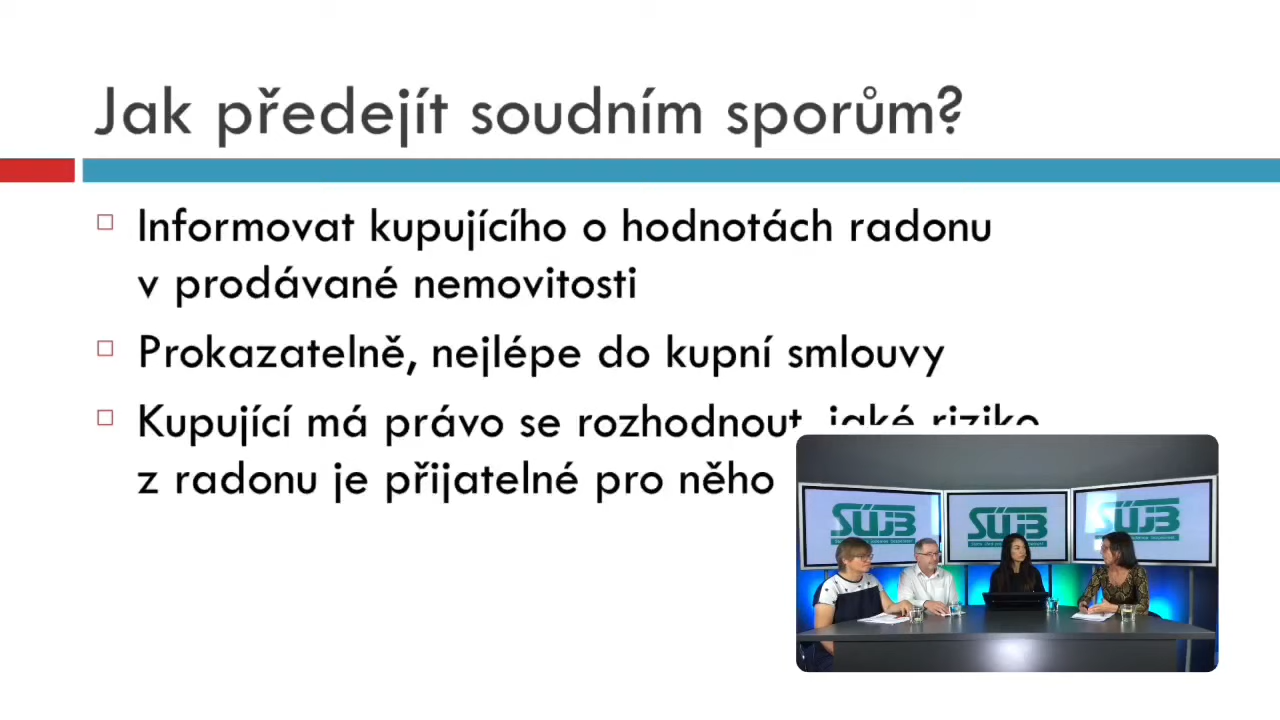 Jak předejít soudním sporům?
Informovat kupujícího o hodnotách radonu
v prodávané nemovitosti
Prokazatelně, nejlépe do kupní smlouvy
Kupující má právo se rozhodnout, jaké riziko
z radonu je přijatelné pro něho
SÚJB
SÚJB
SÚJB